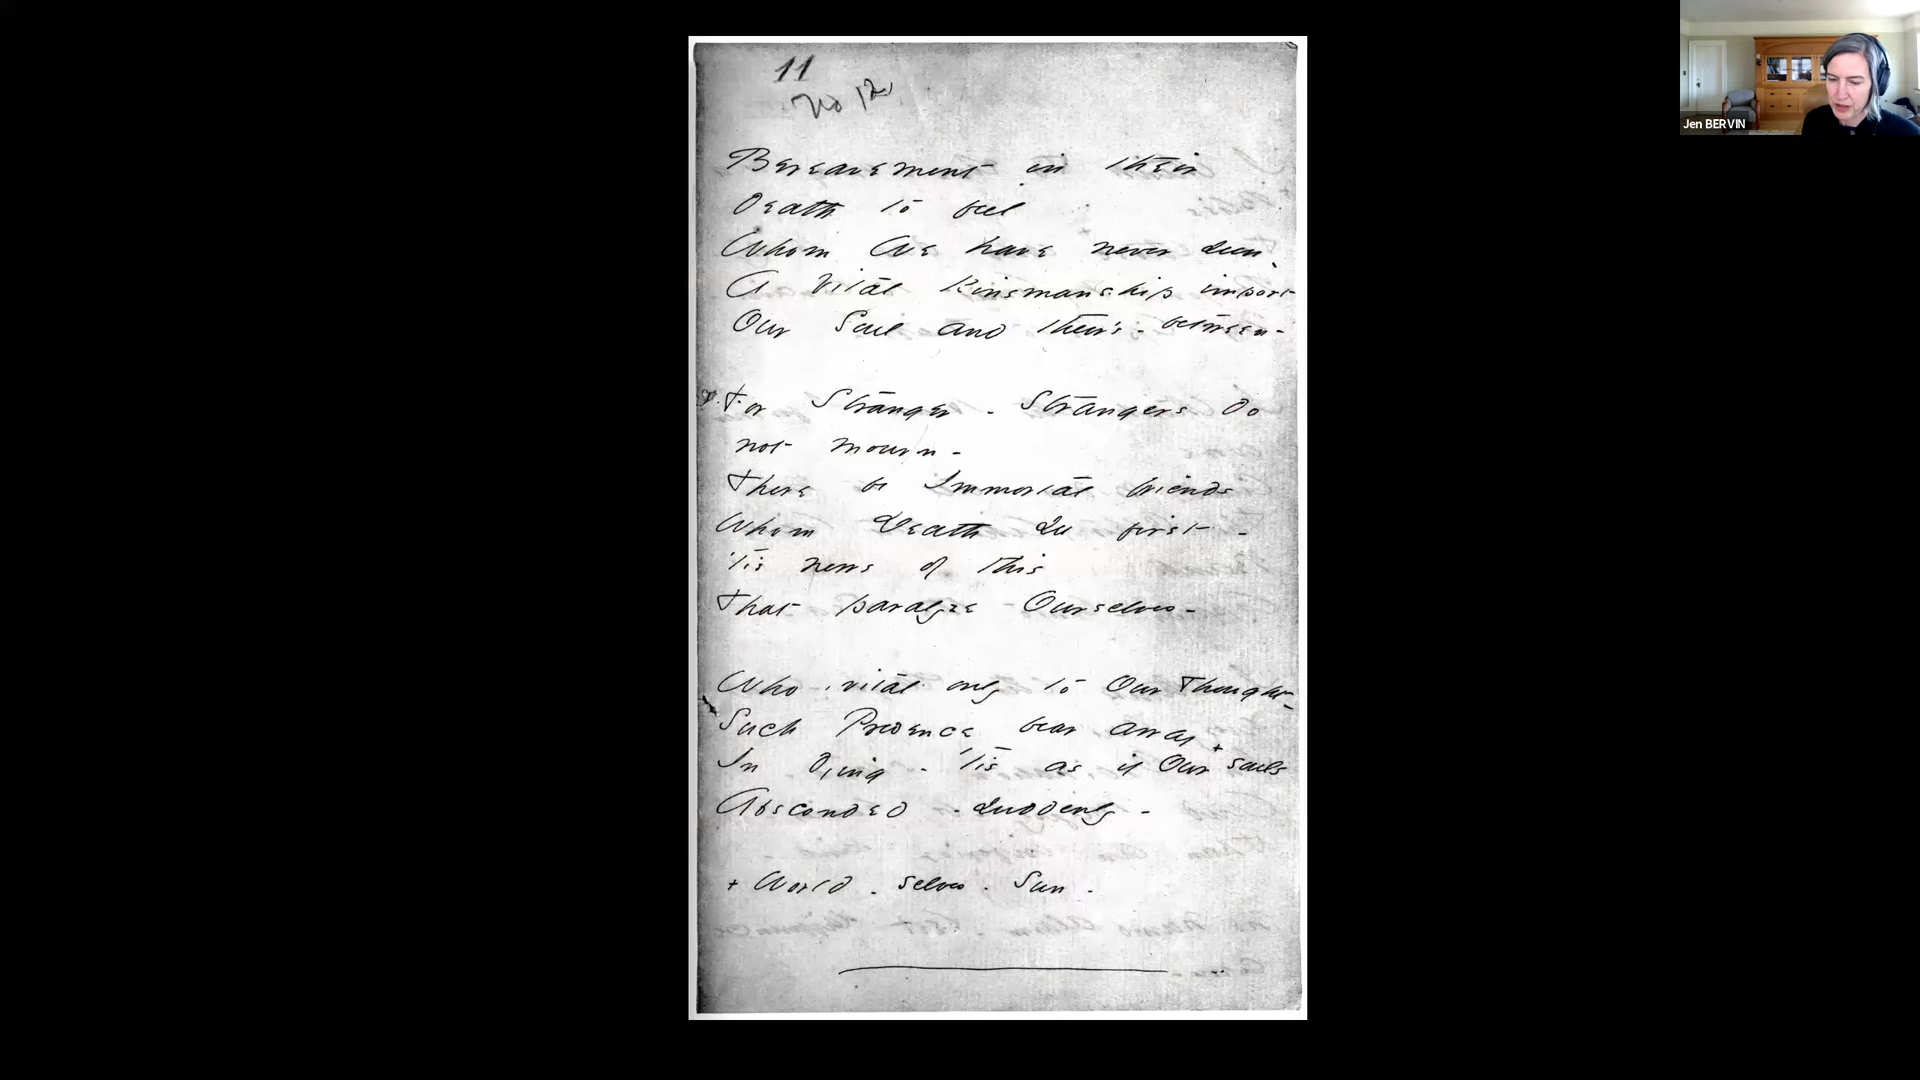 11
No 12
Bereavement in their
Death to feel
Whom We have never seen -
A Vital Kinsmanship import
Our Soul and their's - between -
For Stranger - Strangers do
not mourn -
There be Immortal friends
Whom Death see first -
'tis news of this
That paralyze Ourselves -
Who - vital only to Our Thought -
Such Presence bear away
In dying - 'tis as if Our + souls
Absconded - suddenly -
+ World - selves - Sun -
Jen BERVIN